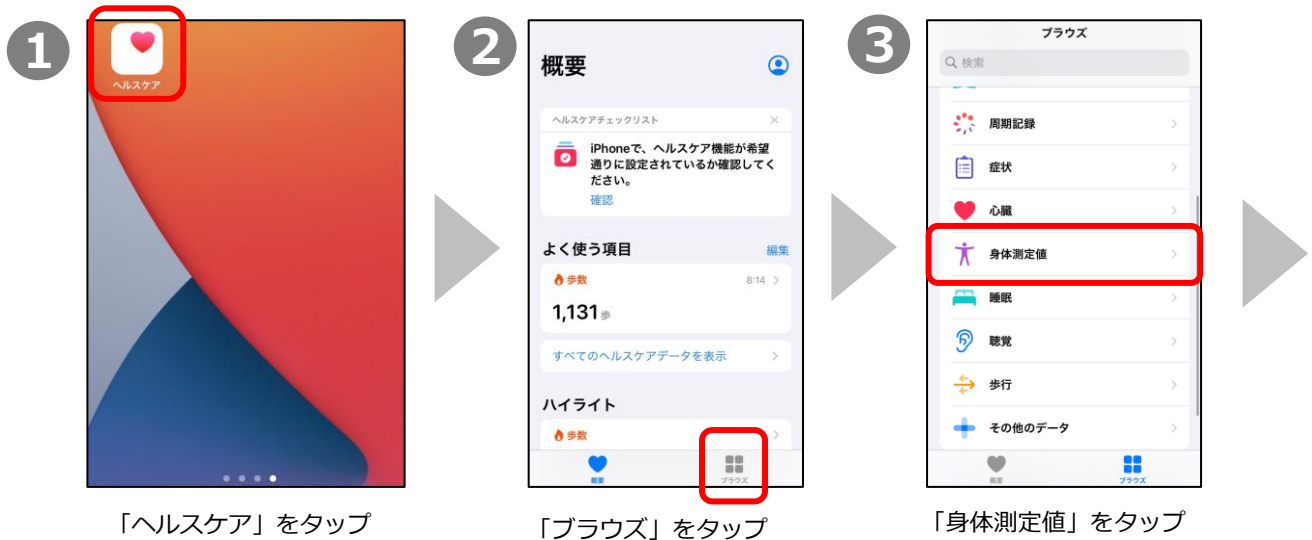 1
ヘルスケア
「ヘルスケア」をタップ
2
概要
ヘルスケアチェックリスト
iPhoneで、ヘルスケア機能が希望
通りに設定されているか確認してく
ださい。
確認
よく使う項目 編集
歩数 8:14
1,131歩
すべてのヘルスケアデータを表示
ハイライト
歩数
概要 ブラウズ
「ブラウズ」をタップ
3
ブラウズ
検索
周期記録
症状
心臓
身体測定値
睡眠
聴覚
歩行
その他のデータ
概要 ブラウズ
「身体測定値」をタップ